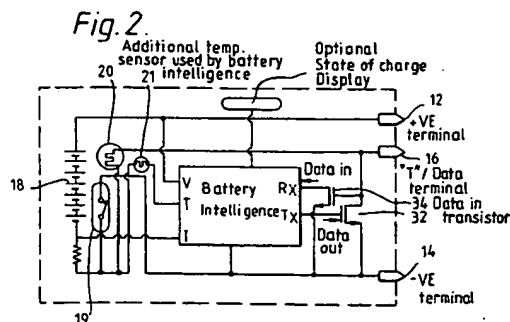 Fig. 2.
20
Additional temp.
sensor used by battery
intelligence
21
Optional
State of charge
Display
12
+VE
terminal
16
"T"/ Data
terminal
34 Data in
transistor
32
18
V
T
I
Battery
Intelligence
Data in
RX
TX
Data
out
14
-VE
terminal
19